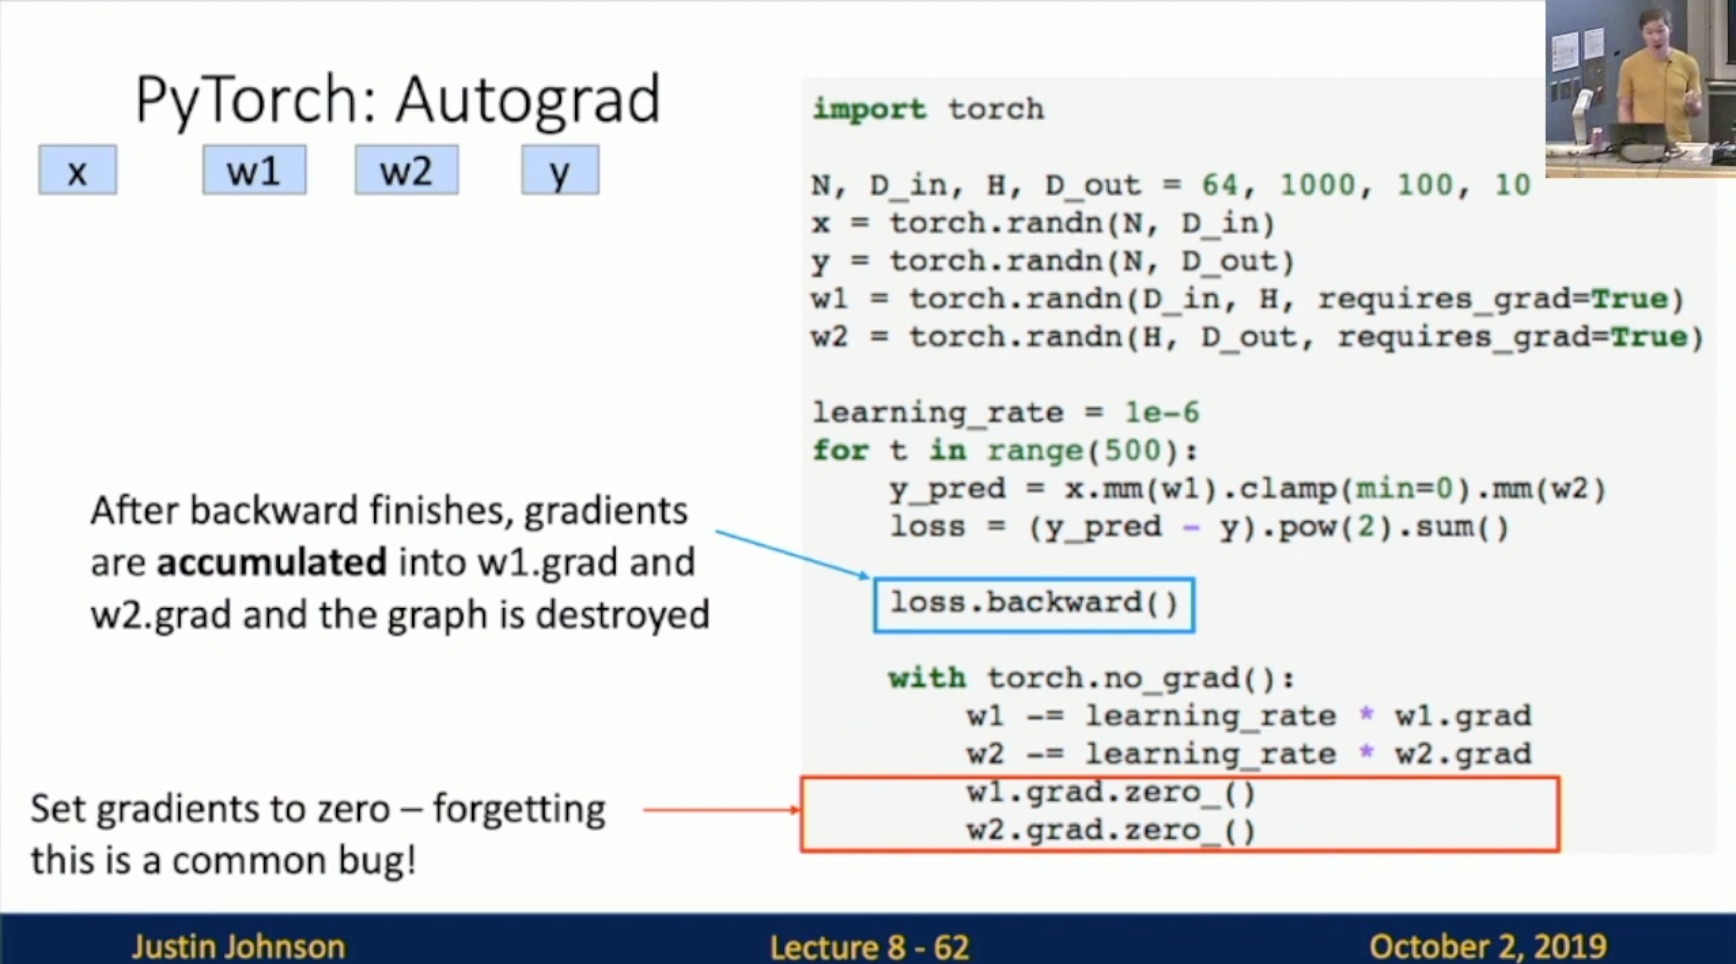 PyTorch: Autograd
x w1 w2 y
import torch
N, D_in, H, D_out = 64, 1000, 100, 10
x = torch.randn(N, D_in)
y = torch.randn(N, D_out)
w1 = torch.randn(D_in, H, requires_grad=True)
w2 = torch.randn(H, D_out, requires_grad=True)
learning_rate = 1e-6
for t in range(500):
y_pred = x.mm(w1).clamp(min=0).mm(w2)
loss = (y_pred - y).pow(2).sum()
loss.backward()
with torch.no_grad():
w1 -= learning_rate * w1.grad
w2 -= learning_rate * w2.grad
w1.grad.zero_()
w2.grad.zero_()
After backward finishes, gradients
are accumulated into w1.grad and
w2.grad and the graph is destroyed
Set gradients to zero – forgetting
this is a common bug!
Justin Johnson
Lecture 8 - 62
October 2, 2019